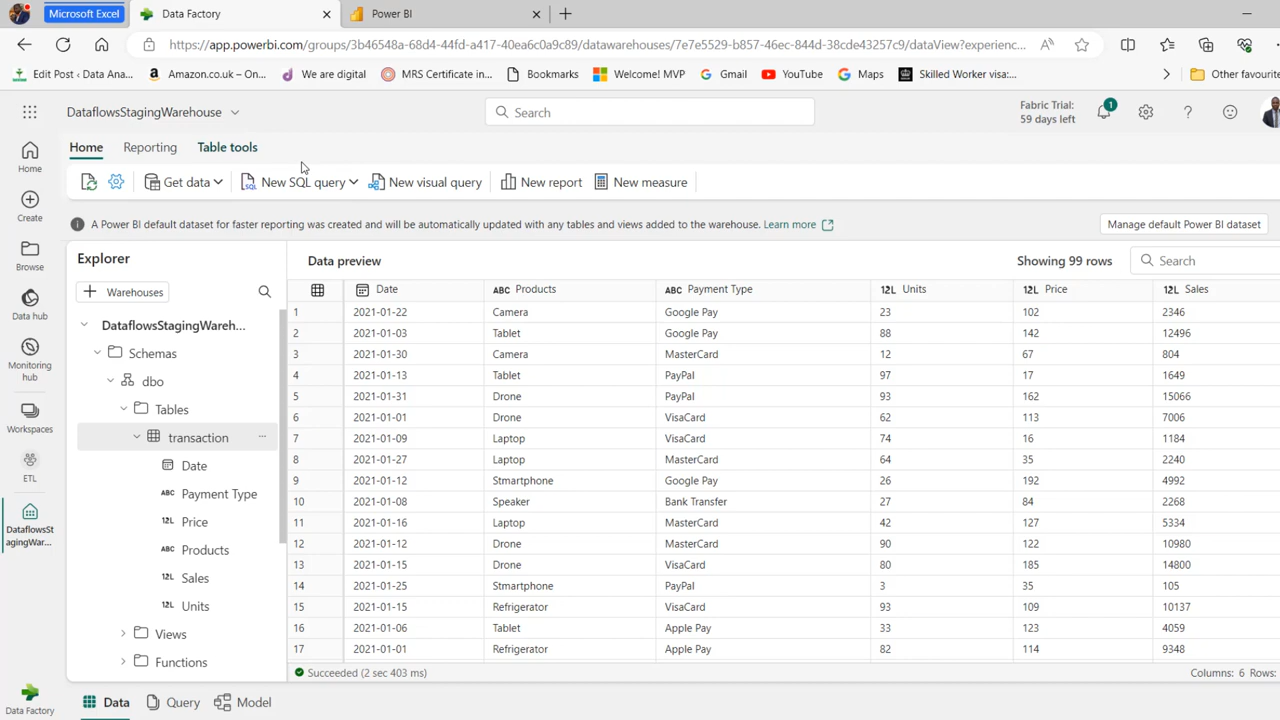 Microsoft Excel
Data Factory
Power BI
https://app.powerbi.com/groups/3b46548a-68d4-44fd-a417-40ea6c0a9c89/datawarehouses/7e7e5529-b857-46ec-844d-38cde43257c9/dataView?experienc...
Edit Post ‹ Data Ana... Amazon.co.uk – On... We are digital MRS Certificate in... Bookmarks Welcome! MVP Gmail YouTube Maps Skilled Worker visa:... Other favourite
DataflowsStagingWarehouse
Search
Fabric Trial:
59 days left
1
Home Reporting Table tools
Get data New SQL query New visual query New report New measure
A Power BI default dataset for faster reporting was created and will be automatically updated with any tables and views added to the warehouse. Learn more
Manage default Power BI dataset
Home
Create
Browse
Data hub
Monitoring
hub
Workspaces
ETL
DataflowsSt
agingWar...
Data Factory
Explorer
Warehouses
DataflowsStagingWareh...
Schemas
dbo
Tables
transaction
Date
Payment Type
Price
Products
Sales
Units
Views
Functions
Data preview Showing 99 rows Search
Date Products Payment Type Units Price Sales
1 2021-01-22 Camera Google Pay 23 102 2346
2 2021-01-03 Tablet Google Pay 88 142 12496
3 2021-01-30 Camera MasterCard 12 67 804
4 2021-01-13 Tablet PayPal 97 17 1649
5 2021-01-31 Drone PayPal 93 162 15066
6 2021-01-01 Drone VisaCard 62 113 7006
7 2021-01-09 Laptop VisaCard 74 16 1184
8 2021-01-27 Laptop MasterCard 64 35 2240
9 2021-01-12 Stmartphone Google Pay 26 192 4992
10 2021-01-08 Speaker Bank Transfer 27 84 2268
11 2021-01-16 Laptop MasterCard 42 127 5334
12 2021-01-12 Drone MasterCard 90 122 10980
13 2021-01-15 Drone VisaCard 80 185 14800
14 2021-01-25 Stmartphone PayPal 3 35 105
15 2021-01-15 Refrigerator VisaCard 93 109 10137
16 2021-01-06 Tablet Apple Pay 33 123 4059
17 2021-01-01 Refrigerator Apple Pay 82 114 9348
Succeeded (2 sec 403 ms)
Columns: 6 Rows:
Data Query Model